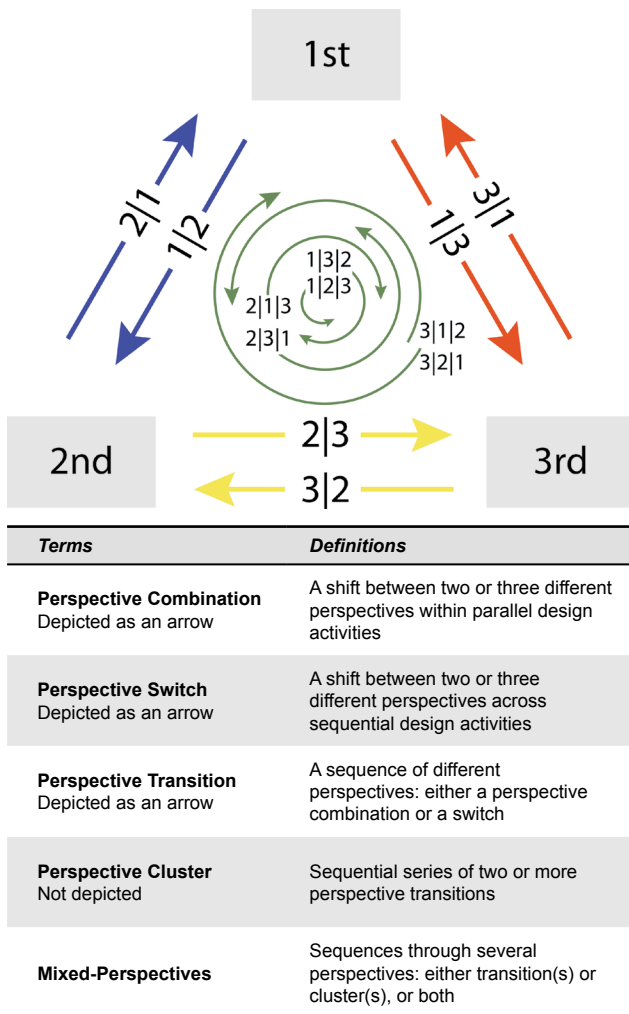 1st
2|1
1|2
3|1
1|3
1|3|2
1|2|3
2|1|3
2|3|1
3|1|2
3|2|1
2nd
2|3
3|2
3rd
Terms Definitions
Perspective Combination
Depicted as an arrow
A shift between two or three different
perspectives within parallel design
activities
Perspective Switch
Depicted as an arrow
A shift between two or three
different perspectives across
sequential design activities
Perspective Transition
Depicted as an arrow
A sequence of different
perspectives: either a perspective
combination or a switch
Perspective Cluster
Not depicted
Sequential series of two or more
perspective transitions
Mixed-Perspectives
Sequences through several
perspectives: either transition(s) or
cluster(s), or both